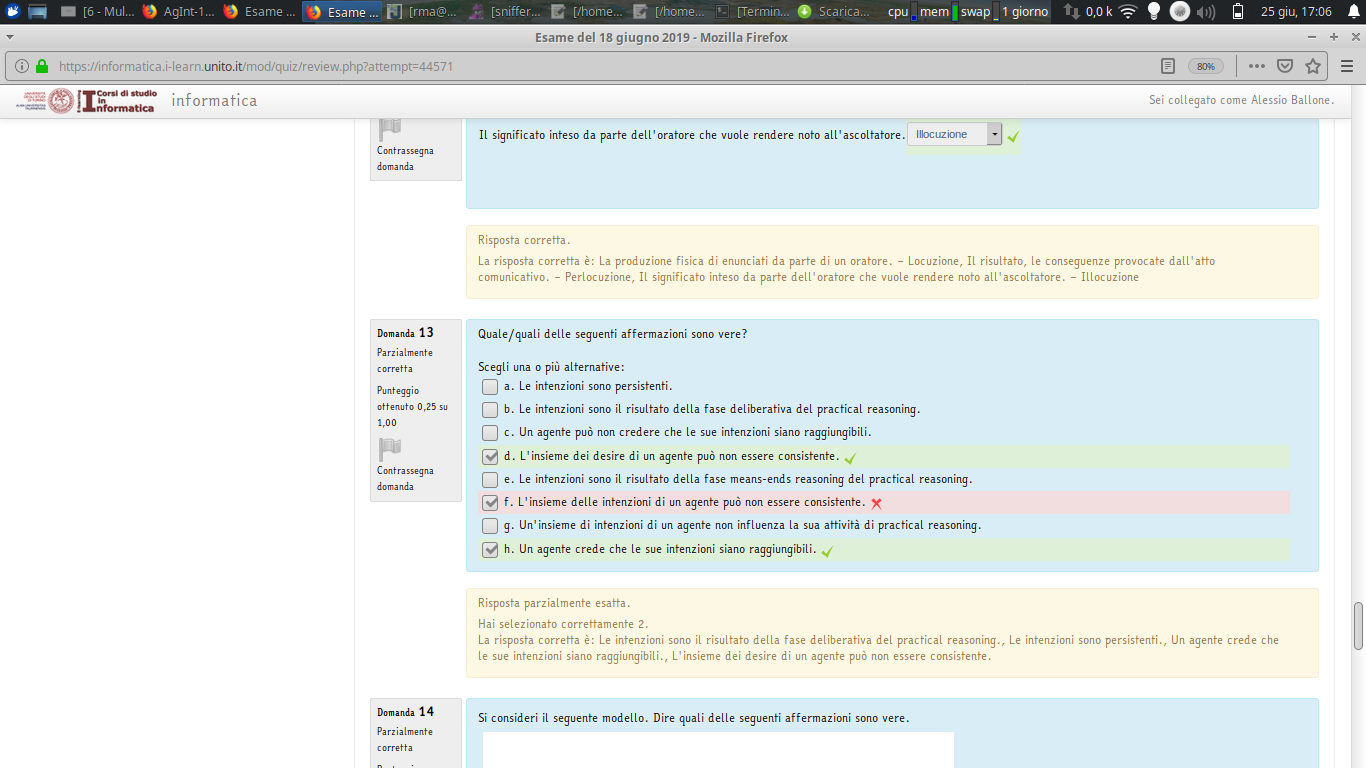 [6 - Mul...
AgInt-1...
Esame ...
Esame ...
[rma@...
[sniffer...
[/home...
[/home...
[Termin...
Scarica...
cpu
mem
swap
1 giorno
0,0 k
25 giu, 17:06
Esame del 18 giugno 2019 - Mozilla Firefox
https://informatica.i-learn.unito.it/mod/quiz/review.php?attempt=44571
80%
Corsi di studio
in
Informatica
informatica
Sei collegato come Alessio Ballone.
Contrassegna
domanda
Il significato inteso da parte dell'oratore che vuole rendere noto all'ascoltatore. Illocuzione
Risposta corretta.
La risposta corretta è: La produzione fisica di enunciati da parte di un oratore. – Locuzione, Il risultato, le conseguenze provocate dall'atto
comunicativo. – Perlocuzione, Il significato inteso da parte dell'oratore che vuole rendere noto all'ascoltatore. – Illocuzione
Domanda 13
Parzialmente
corretta
Punteggio
ottenuto 0,25 su
1,00
Contrassegna
domanda
Quale/quali delle seguenti affermazioni sono vere?
Scegli una o più alternative:
a. Le intenzioni sono persistenti.
b. Le intenzioni sono il risultato della fase deliberativa del practical reasoning.
c. Un agente può non credere che le sue intenzioni siano raggiungibili.
d. L'insieme dei desire di un agente può non essere consistente.
e. Le intenzioni sono il risultato della fase means-ends reasoning del practical reasoning.
f. L'insieme delle intenzioni di un agente può non essere consistente.
g. Un'insieme di intenzioni di un agente non influenza la sua attività di practical reasoning.
h. Un agente crede che le sue intenzioni siano raggiungibili.
Risposta parzialmente esatta.
Hai selezionato correttamente 2.
La risposta corretta è: Le intenzioni sono il risultato della fase deliberativa del practical reasoning., Le intenzioni sono persistenti., Un agente crede che
le sue intenzioni siano raggiungibili., L'insieme dei desire di un agente può non essere consistente.
Domanda 14
Parzialmente
corretta
Si consideri il seguente modello. Dire quali delle seguenti affermazioni sono vere.